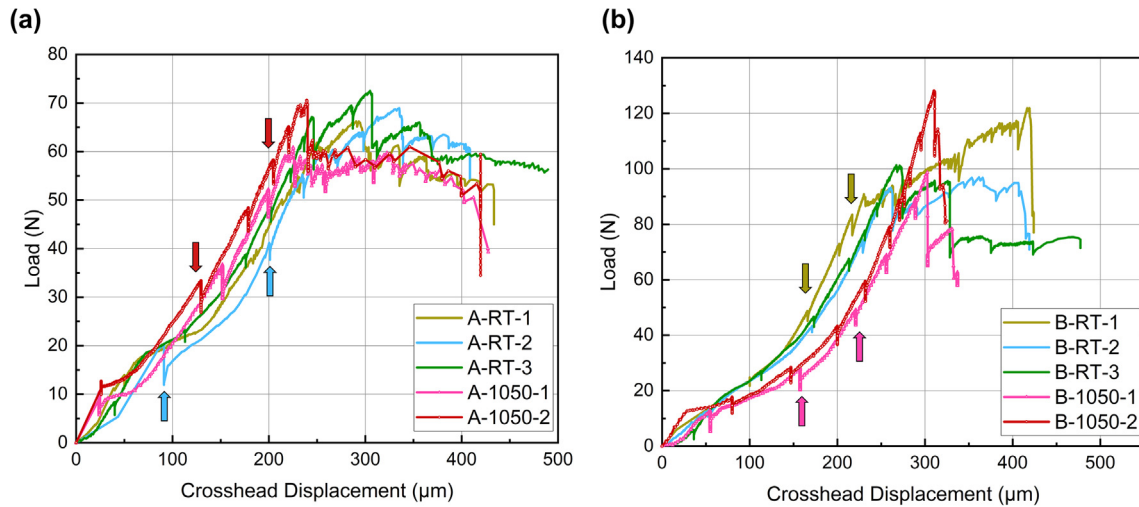 (a)
80
70
60
50
40
30
20
10
0
Load (N)
0 100 200 300 400 500
Crosshead Displacement (µm)
A-RT-1
A-RT-2
A-RT-3
A-1050-1
A-1050-2
(b)
140
120
100
80
60
40
20
0
Load (N)
0 100 200 300 400 500
Crosshead Displacement (µm)
B-RT-1
B-RT-2
B-RT-3
B-1050-1
B-1050-2